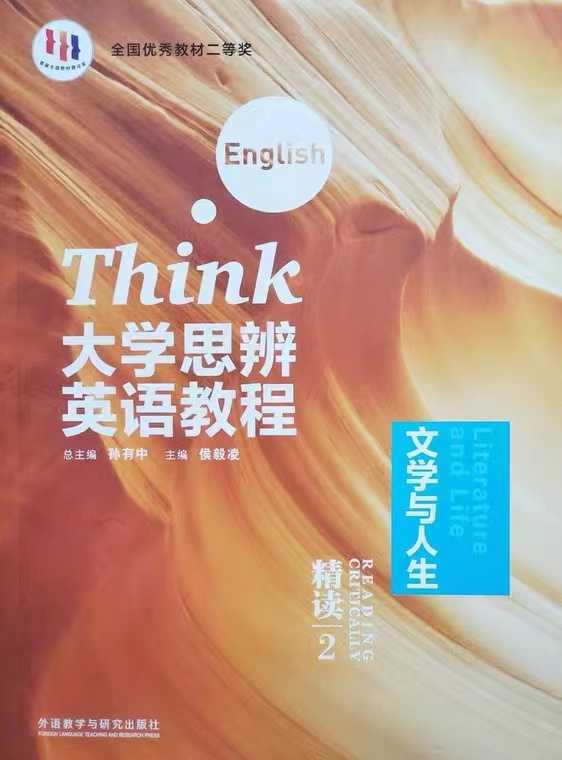 全国优秀教材二等奖
English
Think
大学思辨
英语教程
总主编 孙有中 主编 侯毅凌
文学与人生
Literature
and Life
精读 2
READING
CRITICALLY
外语教学与研究出版社
FOREIGN LANGUAGE TEACHING AND RESEARCH PRESS